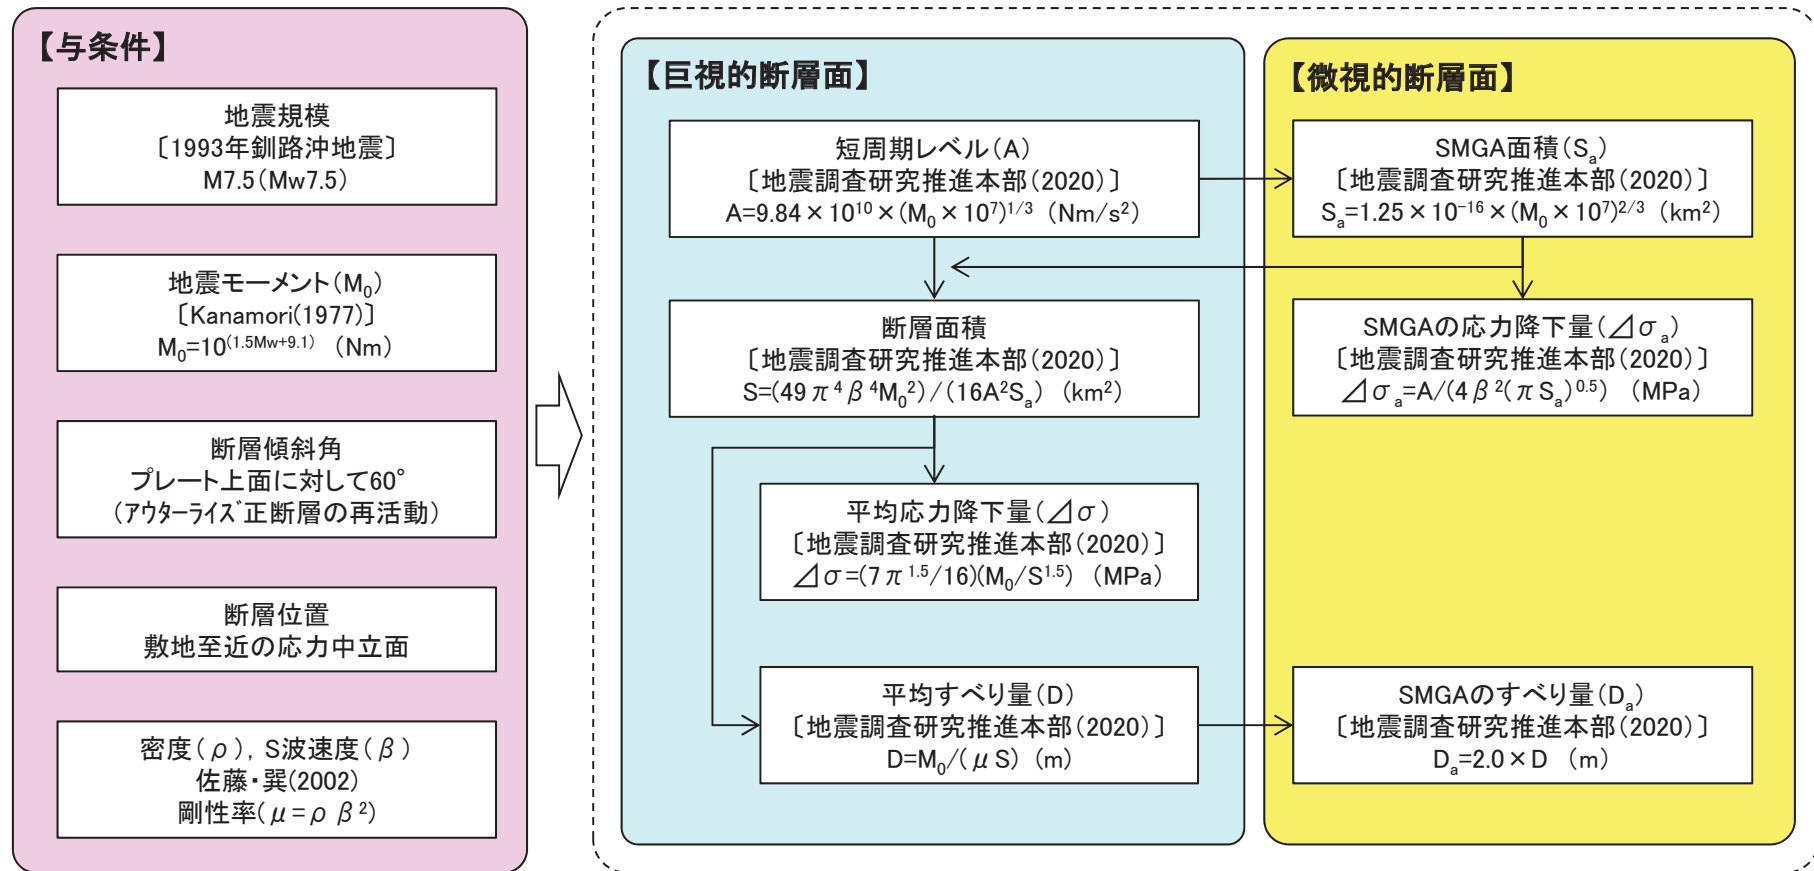 【与条件】
地震規模
〔1993年釧路沖地震〕
M7.5(Mw7.5)
地震モーメント(M₀)
〔Kanamori(1977)〕
M₀=10⁽¹·⁵ᴹʷ⁺⁹·¹⁾ (Nm)
断層傾斜角
プレート上面に対して60°
(アウターライズ正断層の再活動)
断層位置
敷地至近の応力中立面
密度(ρ), S波速度(β)
佐藤・巽(2002)
剛性率(μ=ρβ²)
【巨視的断層面】
短周期レベル(A)
〔地震調査研究推進本部(2020)〕
A=9.84×10¹⁰×(M₀×10⁷)¹/³ (Nm/s²)
断層面積
〔地震調査研究推進本部(2020)〕
S=(49π⁴β⁴M₀²)/(16A²Sₐ) (km²)
平均応力降下量(⊿σ)
〔地震調査研究推進本部(2020)〕
⊿σ=(7π¹·⁵/16)(M₀/S¹·⁵) (MPa)
平均すべり量(D)
〔地震調査研究推進本部(2020)〕
D=M₀/(μS) (m)
【微視的断層面】
SMGA面積(Sₐ)
〔地震調査研究推進本部(2020)〕
Sₐ=1.25×10⁻¹⁶×(M₀×10⁷)²/³ (km²)
SMGAの応力降下量(⊿σₐ)
〔地震調査研究推進本部(2020)〕
⊿σₐ=A/(4β²(πSₐ)⁰·⁵) (MPa)
SMGAのすべり量(Dₐ)
〔地震調査研究推進本部(2020)〕
Dₐ=2.0×D (m)